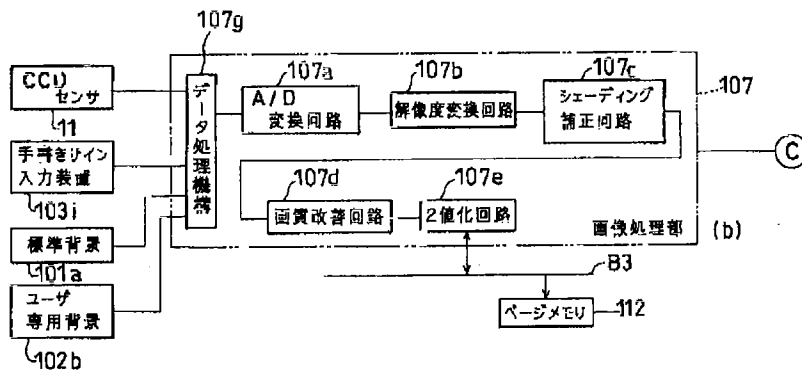 107g
CCD
センサ
11
手書きサイン
入力装置
103i
標準背景
101a
ユーザ
専用背景
102b
データ処理機構
107a
A/D
変換回路
107b
解像度変換回路
107c
シェーディング
補正回路
107
C
107d
画質改善回路
107e
2値化回路
画像処理部
(b)
B3
ページメモリ
112